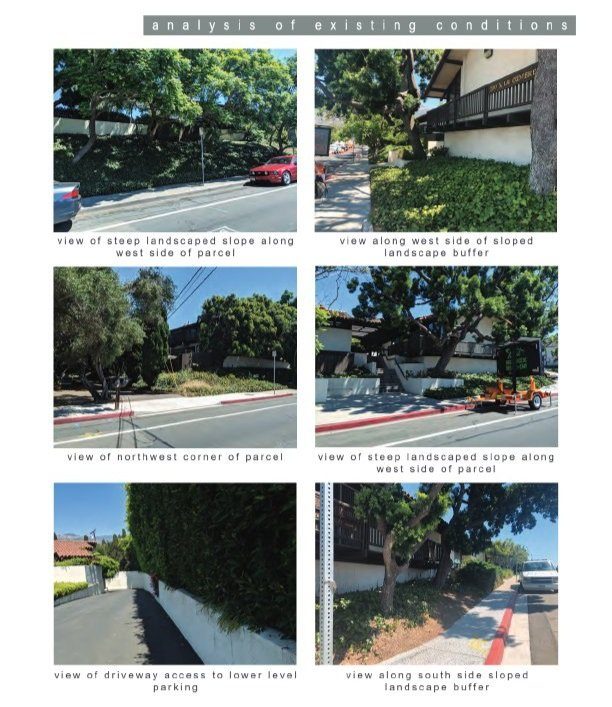 analysis of existing conditions
view of steep landscaped slope along
west side of parcel
view along west side of sloped
landscape buffer
view of northwest corner of parcel
view of steep landscaped slope along
west side of parcel
view of driveway access to lower level
parking
view along south side sloped
landscape buffer